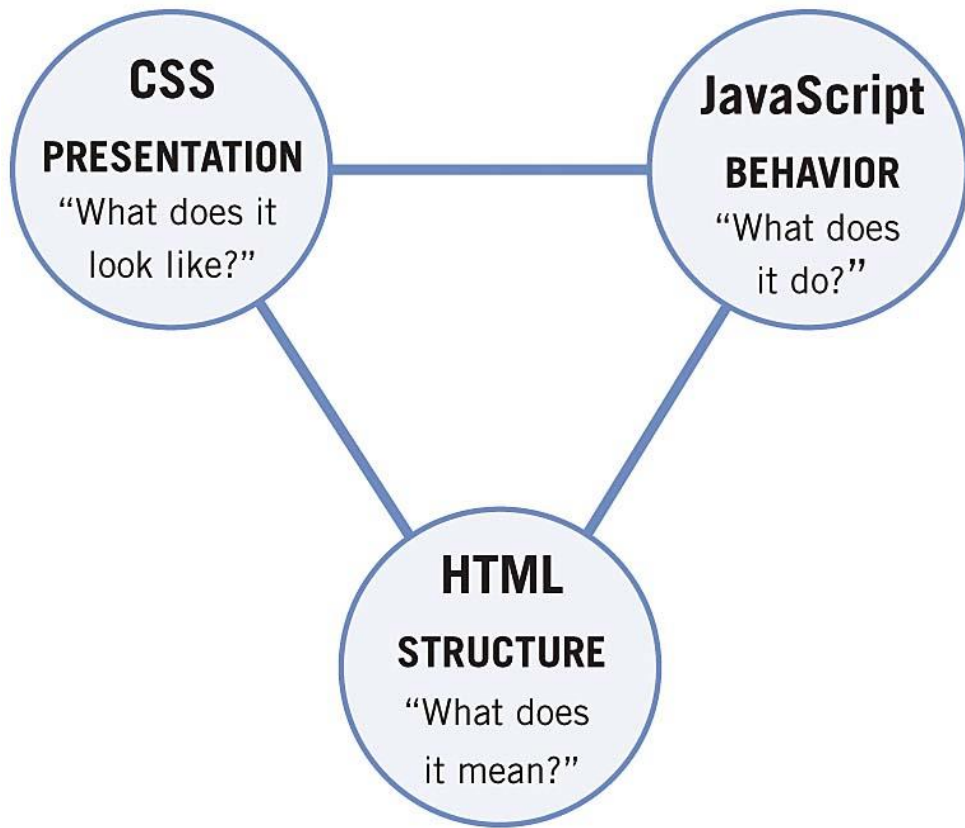 CSS
PRESENTATION
“What does it
look like?”
JavaScript
BEHAVIOR
“What does
it do?”
HTML
STRUCTURE
“What does
it mean?”